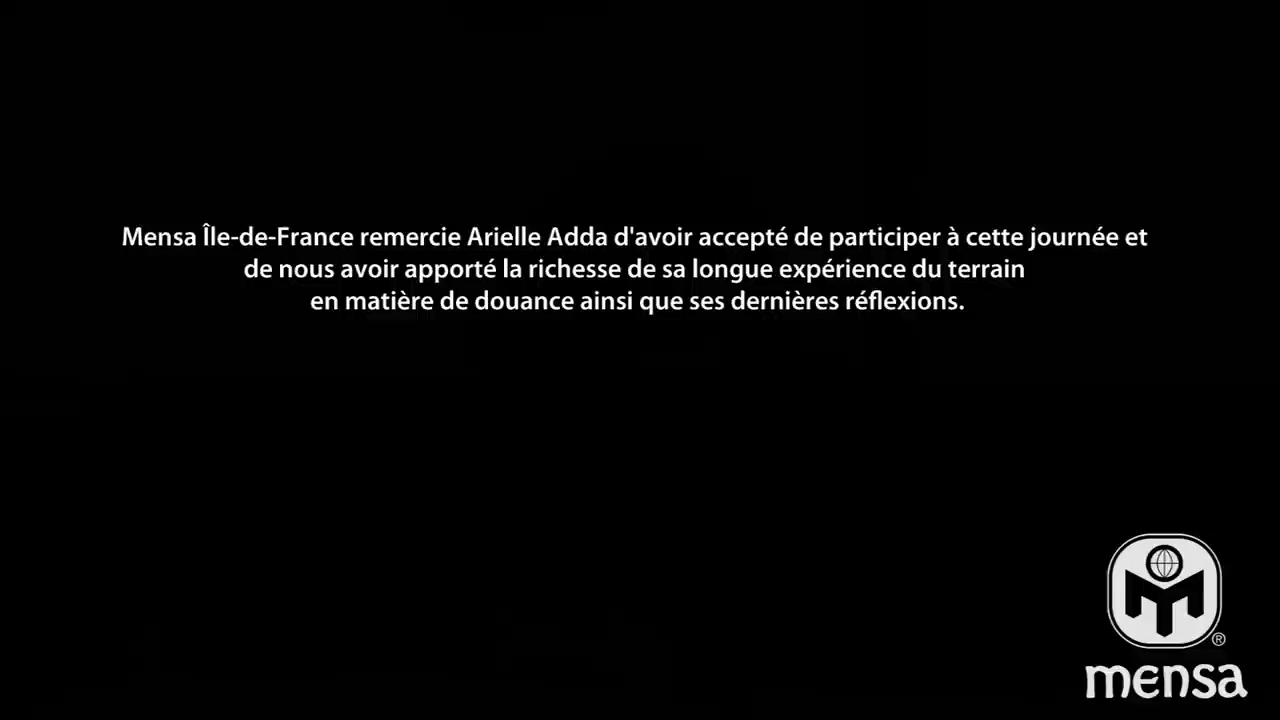 Mensa Île-de-France remercie Arielle Adda d'avoir accepté de participer à cette journée et
de nous avoir apporté la richesse de sa longue expérience du terrain
en matière de douance ainsi que ses dernières réflexions.
®
mensa